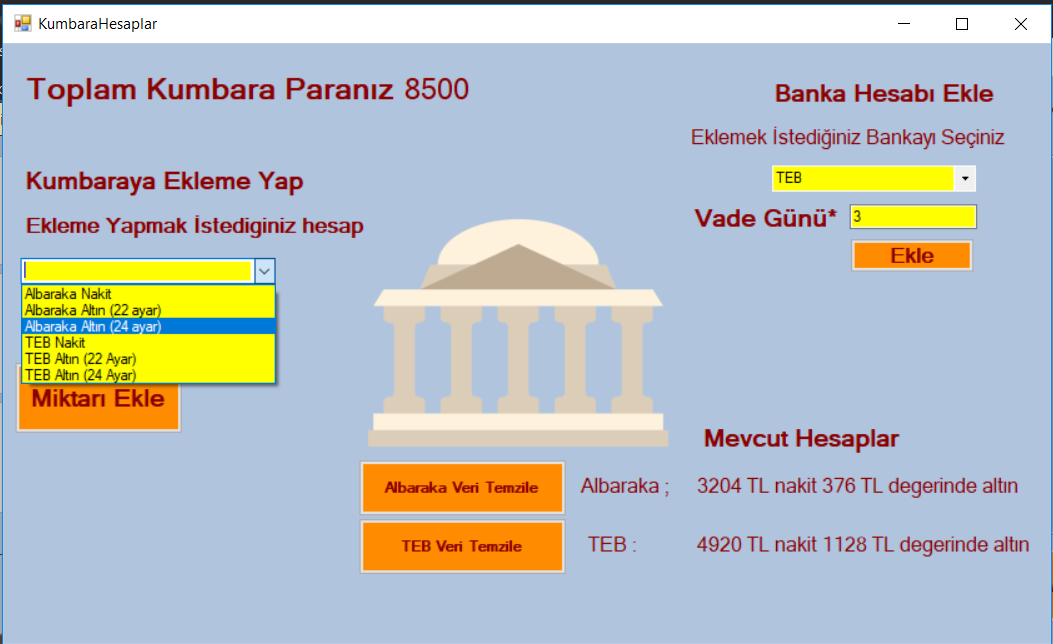 KumbaraHesaplar
Toplam Kumbara Paranız 8500
Kumbaraya Ekleme Yap
Ekleme Yapmak İstediginiz hesap
Albaraka Nakit
Albaraka Altın (22 ayar)
Albaraka Altın (24 ayar)
TEB Nakit
TEB Altın (22 Ayar)
TEB Altın (24 Ayar)
Miktarı Ekle
Banka Hesabı Ekle
Eklemek İstediğiniz Bankayı Seçiniz
TEB
Vade Günü* 3
Ekle
Mevcut Hesaplar
Albaraka Veri Temzile Albaraka ; 3204 TL nakit 376 TL degerinde altın
TEB Veri Temzile TEB : 4920 TL nakit 1128 TL degerinde altın